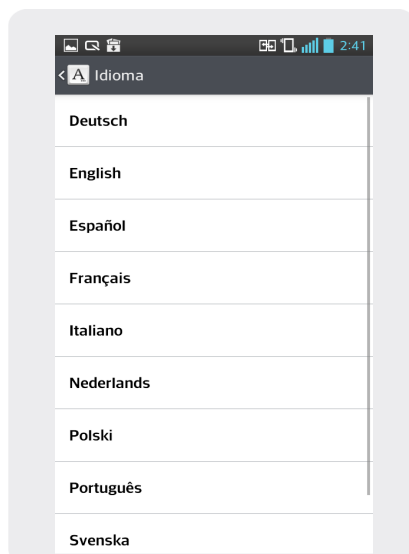 2:41
A Idioma
Deutsch
English
Español
Français
Italiano
Nederlands
Polski
Português
Svenska